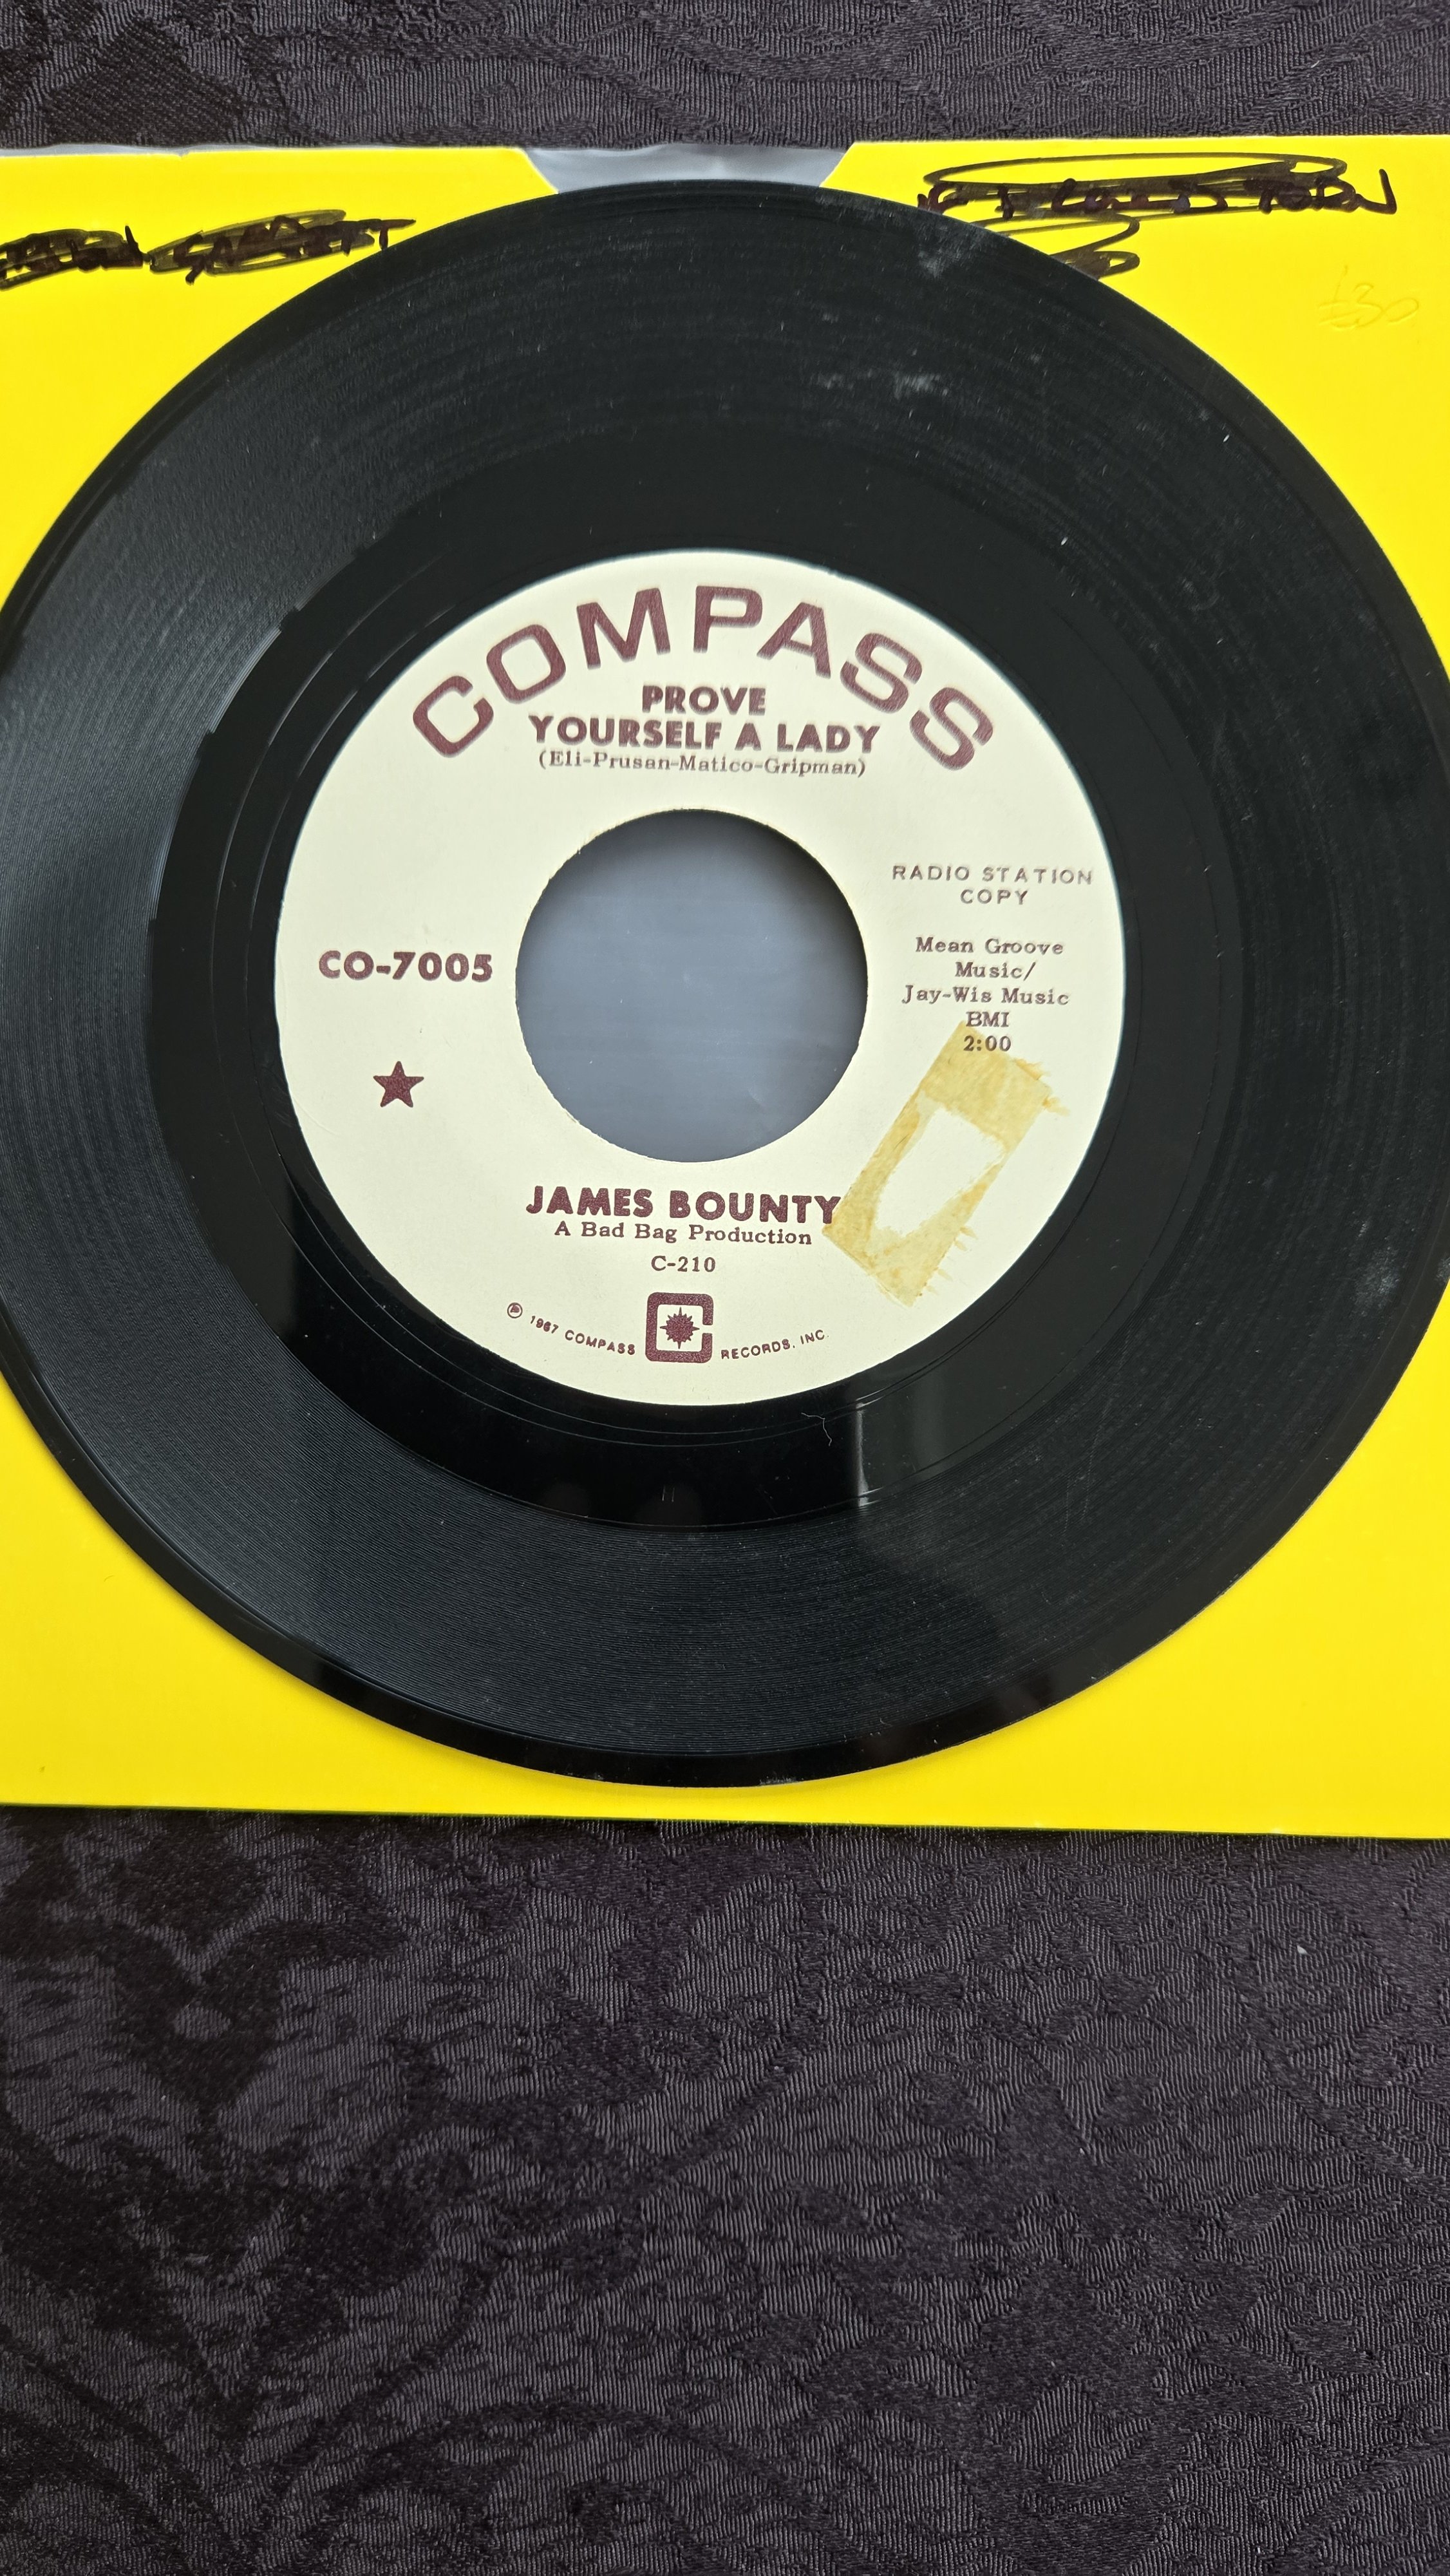 £30
COMPASS
PROVE
YOURSELF A LADY
(Eli-Prusan-Matico-Gripman)
RADIO STATION
COPY
CO-7005
Mean Groove
Music/
Jay-Wis Music
BMI
2:00
JAMES BOUNTY
A Bad Bag Production
C-210
℗ 1967 COMPASS RECORDS, INC.